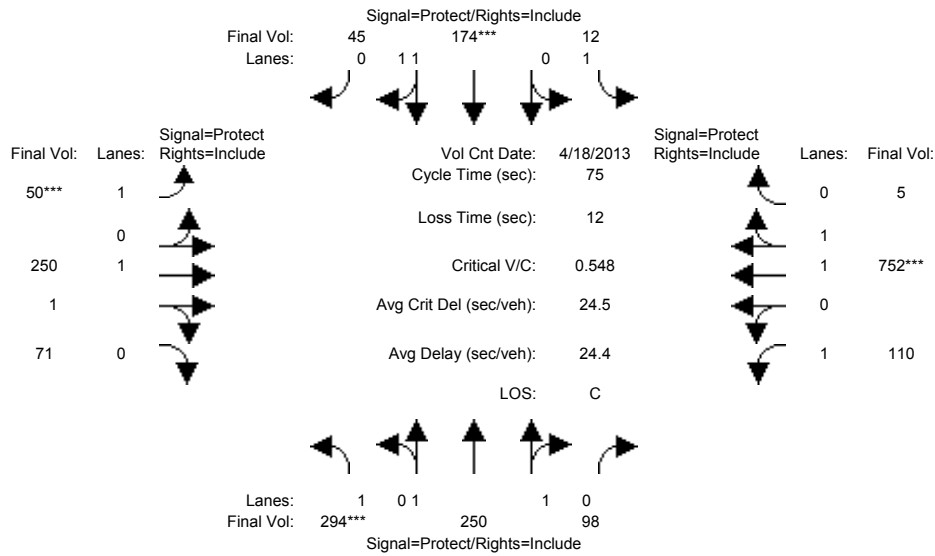 Signal=Protect/Rights=Include
Final Vol: 45 174*** 12
Lanes: 0 1 1 0 1
Signal=Protect
Final Vol: Lanes: Rights=Include
Vol Cnt Date: 4/18/2013
Signal=Protect
Rights=Include Lanes: Final Vol:
Cycle Time (sec): 75
50*** 1
0 5
Loss Time (sec): 12
0
1
250 1
Critical V/C: 0.548
1 752***
1
Avg Crit Del (sec/veh): 24.5
0
71 0
Avg Delay (sec/veh): 24.4
1 110
LOS: C
Lanes: 1 0 1 1 0
Final Vol: 294*** 250 98
Signal=Protect/Rights=Include